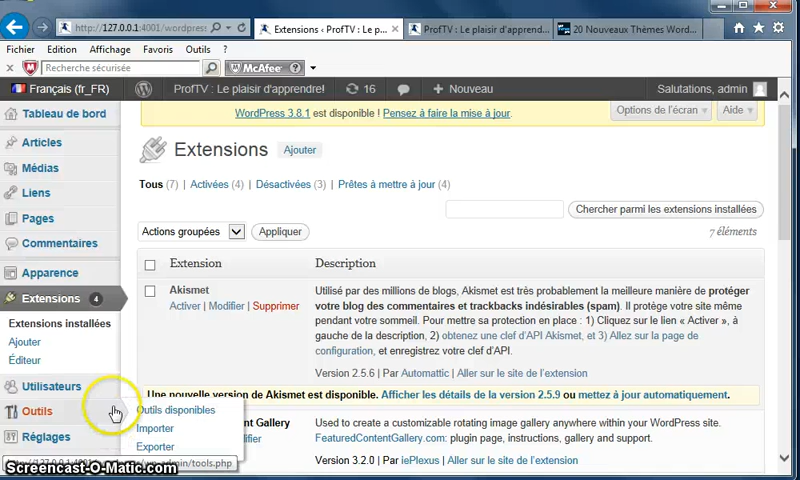 http://127.0.0.1:4001/wordpress
Extensions ‹ ProfTV : Le p...
ProfTV : Le plaisir d'apprend...
20 Nouveaux Thèmes Word...
Fichier Edition Affichage Favoris Outils ?
Recherche sécurisée
McAfee
Français (fr_FR)
ProfTV : Le plaisir d'apprendre!
16
Nouveau
Salutations, admin
Tableau de bord
Articles
Médias
Liens
Pages
Commentaires
Apparence
Extensions 4
Extensions installées
Ajouter
Éditeur
Utilisateurs
Outils
Réglages
Outils disponibles
Importer
Exporter
WordPress 3.8.1 est disponible ! Pensez à faire la mise à jour.
Options de l'écran
Aide
Extensions
Ajouter
Tous (7) | Activées (4) | Désactivées (3) | Prêtes à mettre à jour (4)
Chercher parmi les extensions installées
Actions groupées
Appliquer
7 éléments
Extension
Description
Akismet
Activer | Modifier | Supprimer
Utilisé par des millions de blogs, Akismet est très probablement la meilleure manière de protéger
votre blog des commentaires et trackbacks indésirables (spam). Il protège votre site même
pendant votre sommeil. Pour mettre sa protection en place : 1) Cliquez sur le lien « Activer », à
gauche de la description, 2) obtenez une clef d'API Akismet, et 3) Allez sur la page de
configuration, et enregistrez votre clef d'API.
Version 2.5.6 | Par Automattic | Aller sur le site de l'extension
Une nouvelle version de Akismet est disponible. Afficher les détails de la version 2.5.9 ou mettez à jour automatiquement.
nt Gallery
difier
Used to create a customizable rotating image gallery anywhere within your WordPress site.
FeaturedContentGallery.com: plugin page, instructions, gallery and support.
Version 3.2.0 | Par iePlexus | Aller sur le site de l'extension
-admin/tools.php
Screencast-O-Matic.com